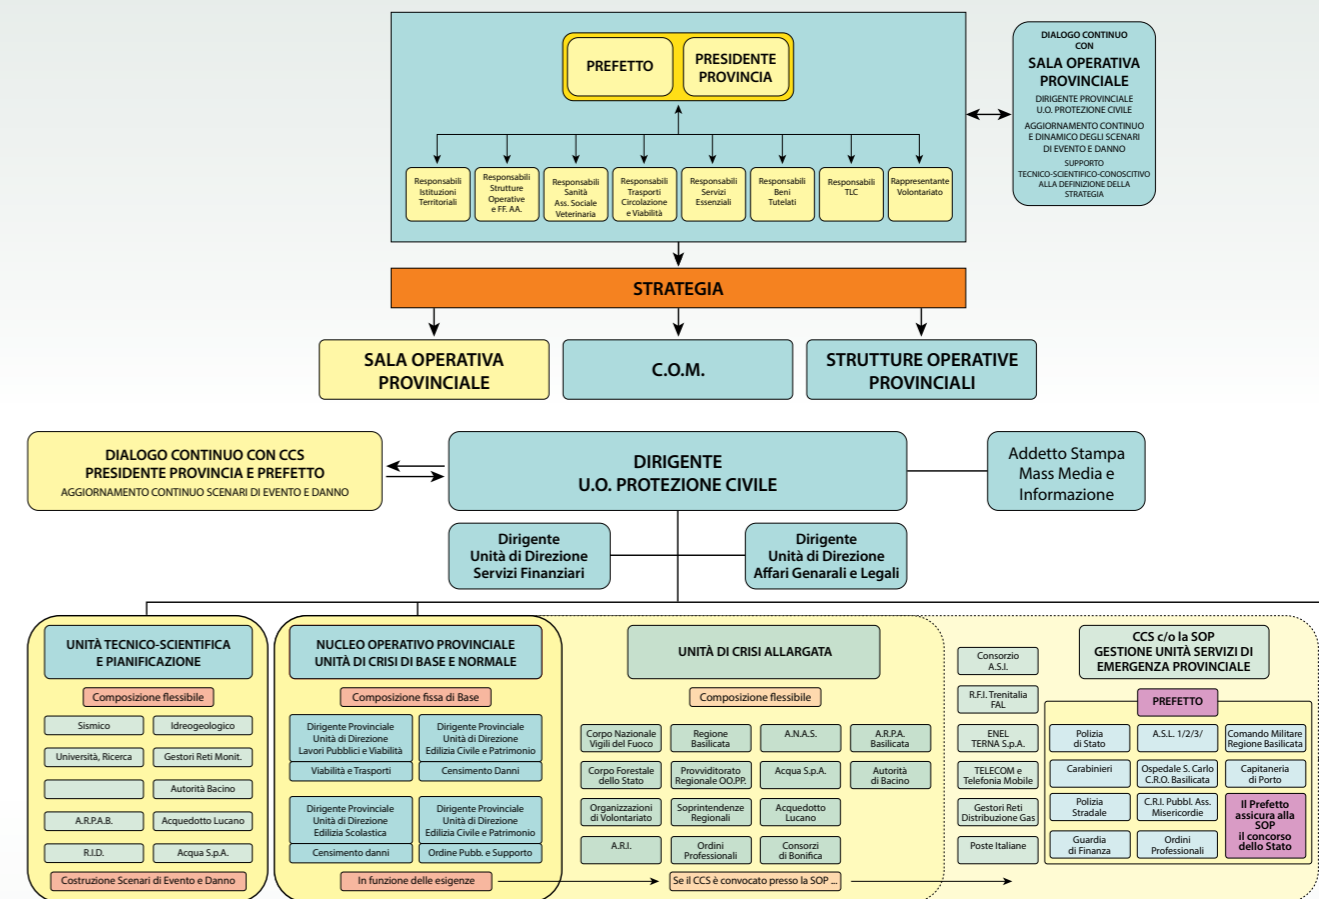 PREFETTO
PRESIDENTE
PROVINCIA
Responsabili
Istituzioni
Territoriali
Responsabili
Strutture
Operative
e FF. AA.
Responsabili
Sanità
Ass. Sociale
Veterinaria
Responsabili
Trasporti
Circolazione
e Viabilità
Responsabili
Servizi
Essenziali
Responsabili
Beni
Tutelati
Responsabili
TLC
Rappresentante
Volontariato
DIALOGO CONTINUO
CON
SALA OPERATIVA
PROVINCIALE
DIRIGENTE PROVINCIALE
U.O. PROTEZIONE CIVILE
AGGIORNAMENTO CONTINUO
E DINAMICO DEGLI SCENARI
DI EVENTO E DANNO
SUPPORTO
TECNICO-SCIENTIFICO-CONOSCITIVO
ALLA DEFINIZIONE DELLA
STRATEGIA
STRATEGIA
SALA OPERATIVA
PROVINCIALE
C.O.M.
STRUTTURE OPERATIVE
PROVINCIALI
DIALOGO CONTINUO CON CCS
PRESIDENTE PROVINCIA E PREFETTO
AGGIORNAMENTO CONTINUO SCENARI DI EVENTO E DANNO
DIRIGENTE
U.O. PROTEZIONE CIVILE
Addetto Stampa
Mass Media e
Informazione
Dirigente
Unità di Direzione
Servizi Finanziari
Dirigente
Unità di Direzione
Affari Genarali e Legali
UNITÀ TECNICO-SCIENTIFICA
E PIANIFICAZIONE
Composizione flessibile
Sismico
Idreogeologico
Università, Ricerca
Gestori Reti Monit.
Autorità Bacino
A.R.P.A.B.
Acquedotto Lucano
R.I.D.
Acqua S.p.A.
Costruzione Scenari di Evento e Danno
NUCLEO OPERATIVO PROVINCIALE
UNITÀ DI CRISI DI BASE E NORMALE
Composizione fissa di Base
Dirigente Provinciale
Unità di Direzione
Lavori Pubblici e Viabilità
Viabilità e Trasporti
Dirigente Provinciale
Unità di Direzione
Edilizia Civile e Patrimonio
Censimento Danni
Dirigente Provinciale
Unità di Direzione
Edilizia Scolastica
Censimento danni
Dirigente Provinciale
Unità di Direzione
Edilizia Civile e Patrimonio
Ordine Pubb. e Supporto
In funzione delle esigenze
UNITÀ DI CRISI ALLARGATA
Composizione flessibile
Corpo Nazionale
Vigili del Fuoco
Regione
Basilicata
A.N.A.S.
A.R.P.A.
Basilicata
Corpo Forestale
dello Stato
Provviditorato
Regionale OO.PP.
Acqua S.p.A.
Autorità
di Bacino
Organizzazioni
di Volontariato
Soprintendenze
Regionali
Acquedotto
Lucano
A.R.I.
Ordini
Professionali
Consorzi
di Bonifica
Se il CCS è convocato presso la SOP ...
Consorzio
A.S.I.
R.F.I. Trenitalia
FAL
ENEL
TERNA S.p.A.
TELECOM e
Telefonia Mobile
Gestori Reti
Distribuzione Gas
Poste Italiane
CCS c/o la SOP
GESTIONE UNITÀ SERVIZI DI
EMERGENZA PROVINCIALE
PREFETTO
Polizia
di Stato
A.S.L. 1/2/3/
Comando Militare
Regione Basilicata
Carabinieri
Ospedale S. Carlo
C.R.O. Basilicata
Capitaneria
di Porto
Polizia
Stradale
C.R.I. Pubbl. Ass.
Misericordie
Il Prefetto
assicura alla
SOP
il concorso
dello Stato
Guardia
di Finanza
Ordini
Professionali